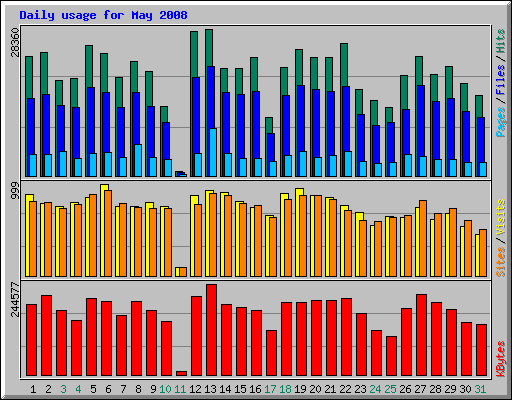 Daily usage for May 2008
28360
Pages / Files / Hits
999
Sites / Visits
244577
KBytes
1 2 3 4 5 6 7 8 9 10 11 12 13 14 15 16 17 18 19 20 21 22 23 24 25 26 27 28 29 30 31